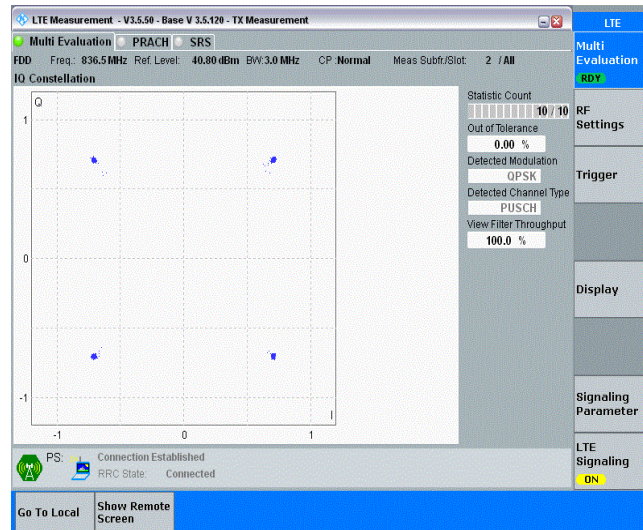 LTE Measurement - V3.5.50 - Base V 3.5.120 - TX Measurement
LTE
Multi Evaluation PRACH SRS
FDD Freq.: 836.5 MHz Ref. Level: 40.80 dBm BW: 3.0 MHz CP : Normal Meas Subfr./Slot: 2 / All
IQ Constellation
Q
1
0
-1
-1 0 1
I
Statistic Count
10 / 10
Out of Tolerance
0.00 %
Detected Modulation
QPSK
Detected Channel Type
PUSCH
View Filter Throughput
100.0 %
Multi
Evaluation
RDY
RF
Settings
Trigger
Display
Signaling
Parameter
LTE
Signaling
ON
PS: Connection Established
RRC State: Connected
A
Go To Local
Show Remote
Screen